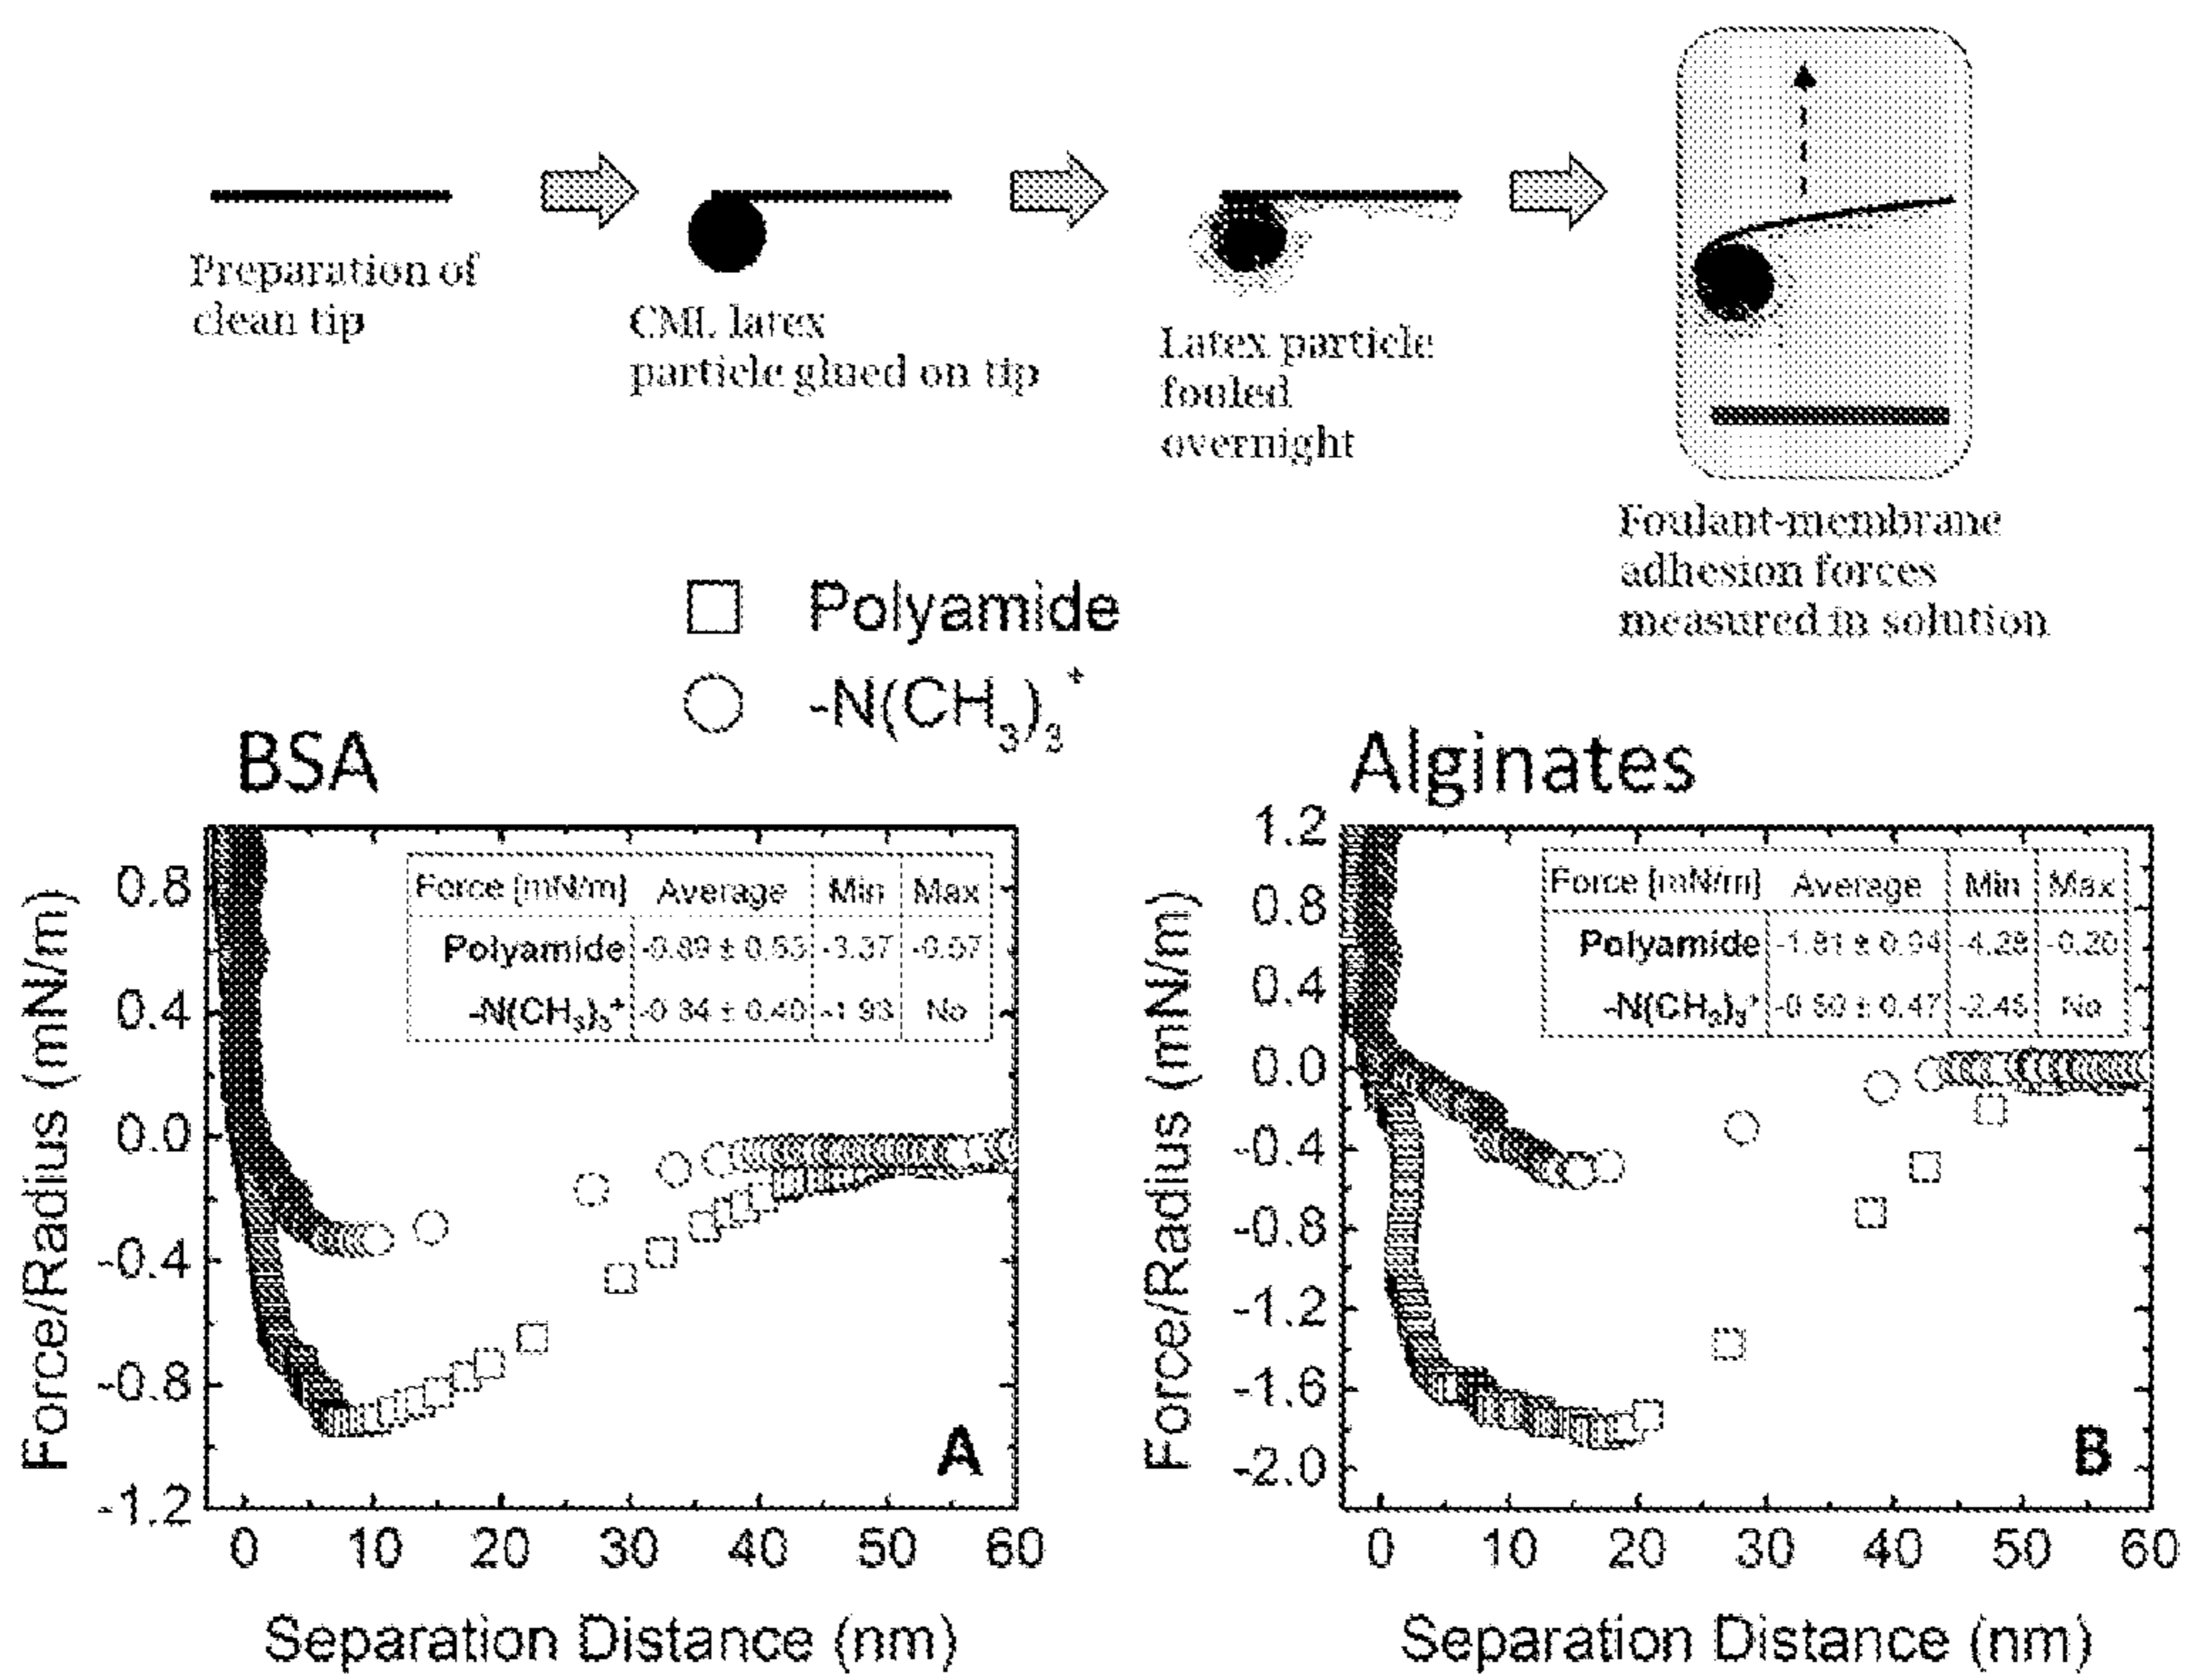 Preparation of
clean tip
CML latex
particle glued on tip
Latex particle
fouled
overnight
Foulant-membrane
adhesion forces
measured in solution
Polyamide
-N(CH3)3+
BSA
Force/Radius (mN/m)
0.8
0.4
0.0
-0.4
-0.8
-1.2
Force [mN/m] Average Min Max
Polyamide -3.37
-N(CH3)3+ No
A
0 10 20 30 40 50 60
Separation Distance (nm)
Alginates
Force/Radius (mN/m)
1.2
0.8
0.4
0.0
-0.4
-0.8
-1.2
-1.6
-2.0
Force [mN/m] Average Min Max
Polyamide -0.20
-N(CH3)3+ No
B
0 10 20 30 40 50 60
Separation Distance (nm)